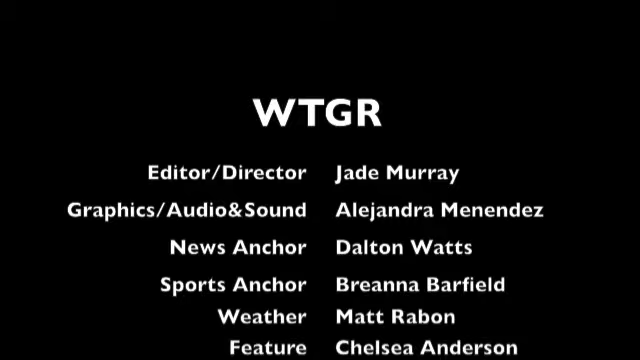 WTGR
Editor/Director Jade Murray
Graphics/Audio&Sound Alejandra Menendez
News Anchor Dalton Watts
Sports Anchor Breanna Barfield
Weather Matt Rabon
Feature Chelsea Anderson